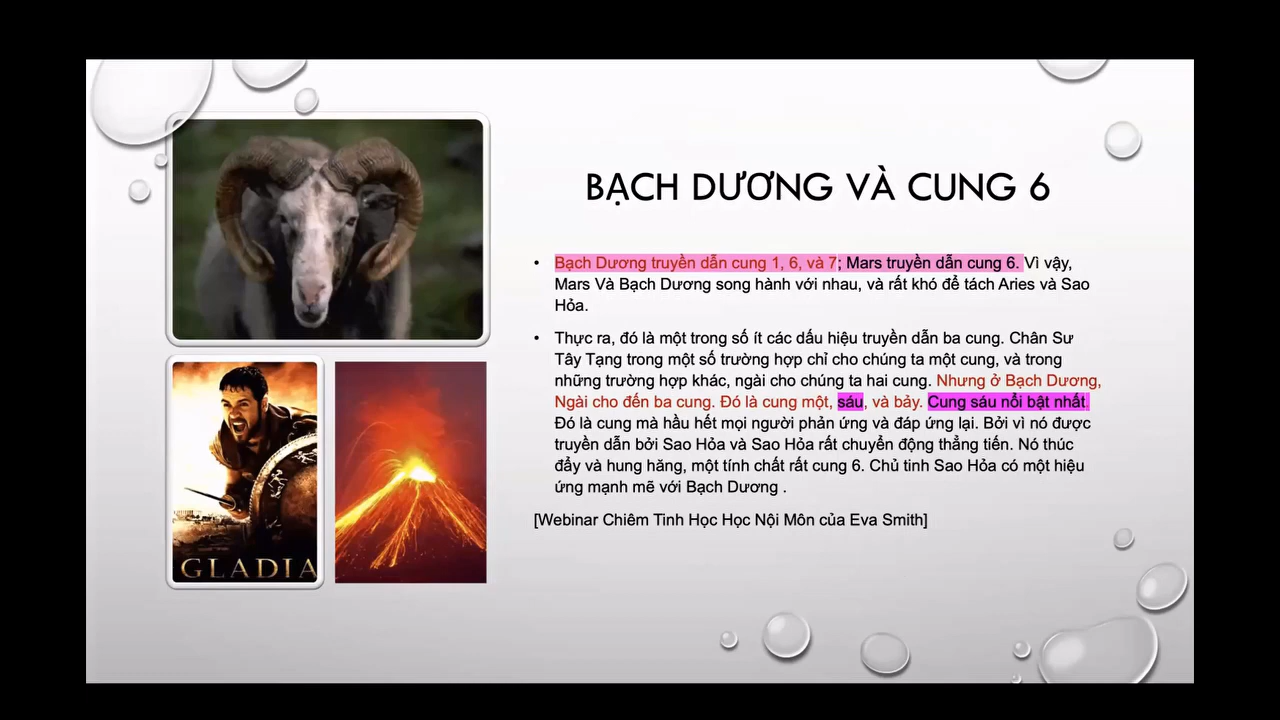 BẠCH DƯƠNG VÀ CUNG 6
• Bạch Dương truyền dẫn cung 1, 6, và 7; Mars truyền dẫn cung 6. Vì vậy,
Mars Và Bạch Dương song hành với nhau, và rất khó để tách Aries và Sao
Hỏa.
• Thực ra, đó là một trong số ít các dấu hiệu truyền dẫn ba cung. Chân Sư
Tây Tạng trong một số trường hợp chỉ cho chúng ta một cung, và trong
những trường hợp khác, ngài cho chúng ta hai cung. Nhưng ở Bạch Dương,
Ngài cho đến ba cung. Đó là cung một, sáu, và bảy. Cung sáu nổi bật nhất.
Đó là cung mà hầu hết mọi người phản ứng và đáp ứng lại. Bởi vì nó được
truyền dẫn bởi Sao Hỏa và Sao Hỏa rất chuyển động thẳng tiến. Nó thúc
đẩy và hung hăng, một tính chất rất cung 6. Chủ tinh Sao Hỏa có một hiệu
ứng mạnh mẽ với Bạch Dương .
[Webinar Chiêm Tinh Học Học Nội Môn của Eva Smith]
GLADIA